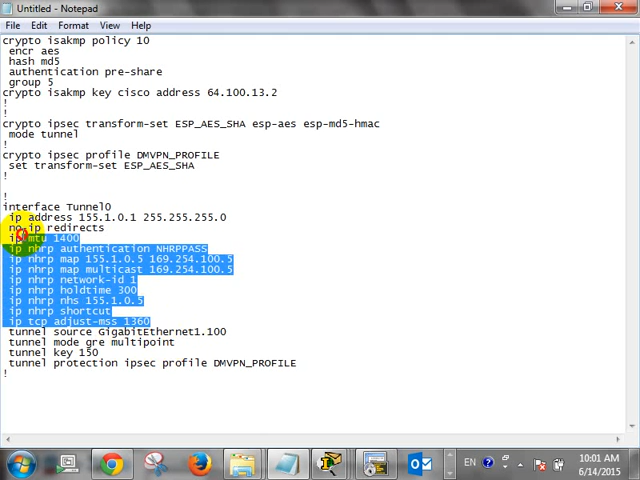 Untitled - Notepad
File Edit Format View Help
crypto isakmp policy 10
encr aes
hash md5
authentication pre-share
group 5
crypto isakmp key cisco address 64.100.13.2
!
!
crypto ipsec transform-set ESP_AES_SHA esp-aes esp-md5-hmac
mode tunnel
!
crypto ipsec profile DMVPN_PROFILE
set transform-set ESP_AES_SHA
!
!
interface Tunnel0
ip address 155.1.0.1 255.255.255.0
no ip redirects
ip mtu 1400
ip nhrp authentication NHRPPASS
ip nhrp map 155.1.0.5 169.254.100.5
ip nhrp map multicast 169.254.100.5
ip nhrp network-id 1
ip nhrp holdtime 300
ip nhrp nhs 155.1.0.5
ip nhrp shortcut
ip tcp adjust-mss 1360
tunnel source GigabitEthernet1.100
tunnel mode gre multipoint
tunnel key 150
tunnel protection ipsec profile DMVPN_PROFILE
!
EN
10:01 AM
6/14/2015